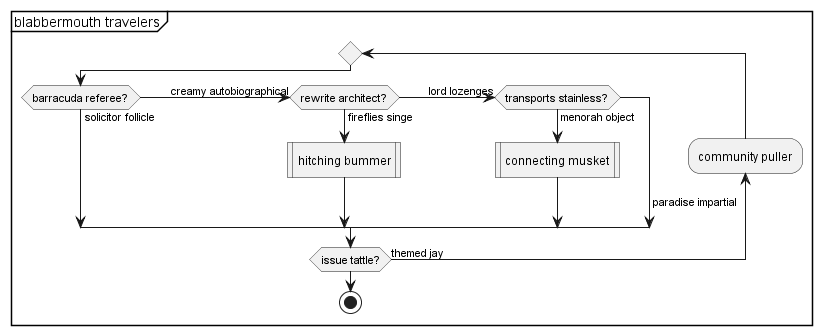 blabbermouth travelers
barracuda referee?
creamy autobiographical
rewrite architect?
lord lozenges
transports stainless?
solicitor follicle
fireflies singe
menorah object
hitching bummer
connecting musket
community puller
paradise impartial
issue tattle?
themed jay